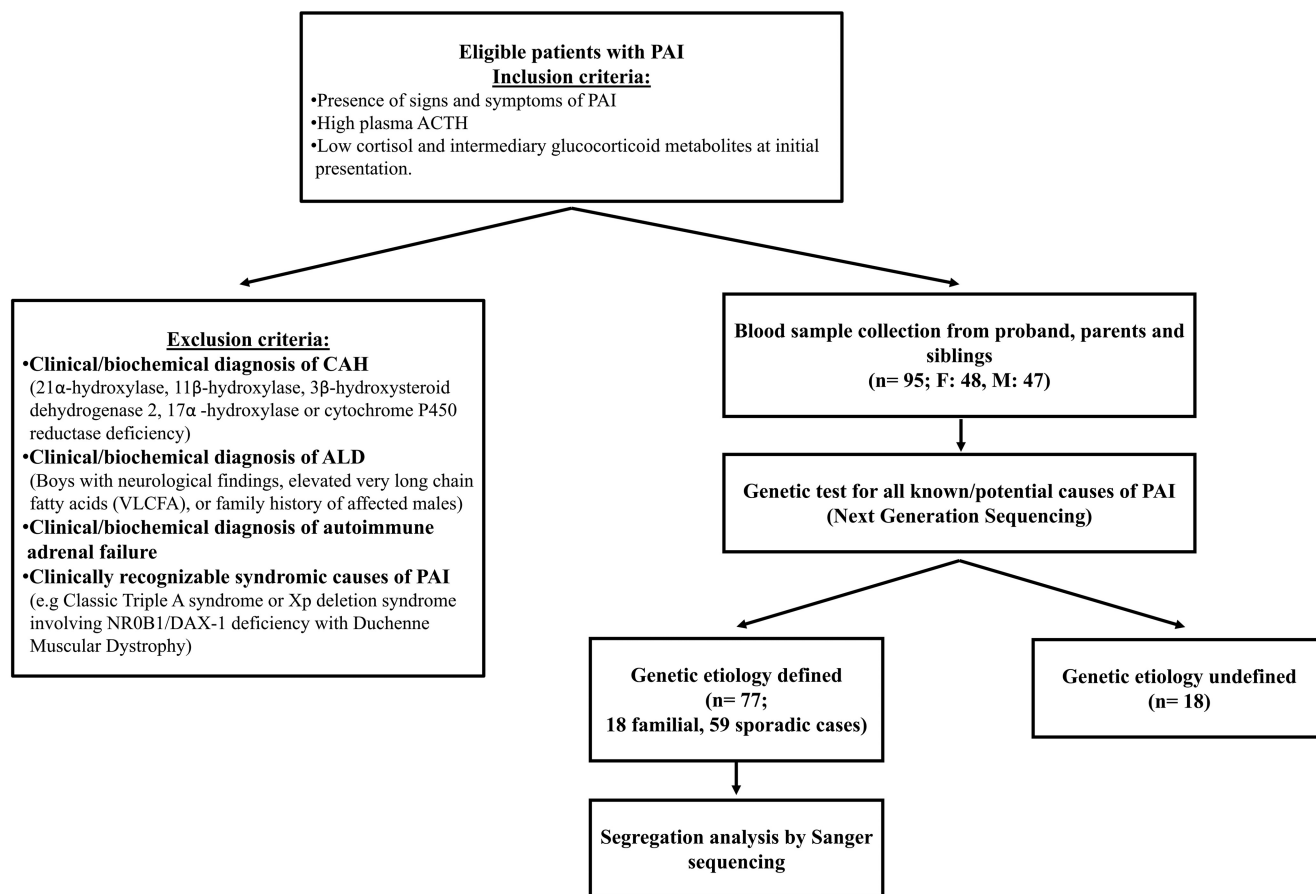 Eligible patients with PAI
Inclusion criteria:
•Presence of signs and symptoms of PAI
•High plasma ACTH
•Low cortisol and intermediary glucocorticoid metabolites at initial
presentation.
Exclusion criteria:
•Clinical/biochemical diagnosis of CAH
(21α-hydroxylase, 11β-hydroxylase, 3β-hydroxysteroid
dehydrogenase 2, 17α -hydroxylase or cytochrome P450
reductase deficiency)
•Clinical/biochemical diagnosis of ALD
(Boys with neurological findings, elevated very long chain
fatty acids (VLCFA), or family history of affected males)
•Clinical/biochemical diagnosis of autoimmune
adrenal failure
•Clinically recognizable syndromic causes of PAI
(e.g Classic Triple A syndrome or Xp deletion syndrome
involving NR0B1/DAX-1 deficiency with Duchenne
Muscular Dystrophy)
Blood sample collection from proband, parents and
siblings
(n= 95; F: 48, M: 47)
Genetic test for all known/potential causes of PAI
(Next Generation Sequencing)
Genetic etiology defined
(n= 77;
18 familial, 59 sporadic cases)
Genetic etiology undefined
(n= 18)
Segregation analysis by Sanger
sequencing